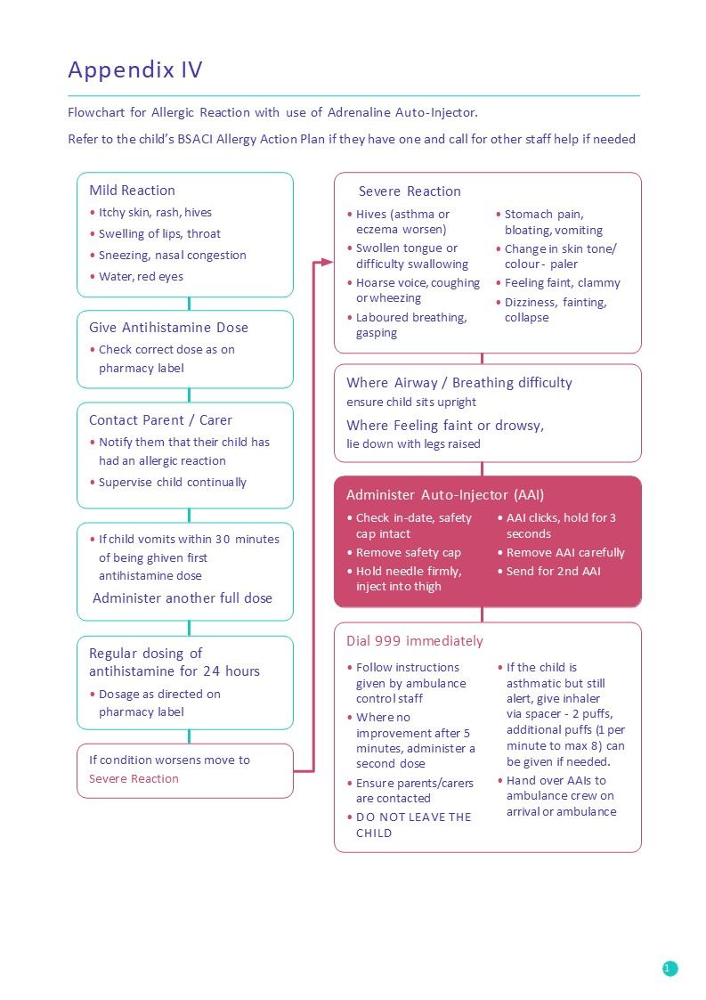 Appendix IV
Flowchart for Allergic Reaction with use of Adrenaline Auto-Injector.
Refer to the child’s BSACI Allergy Action Plan if they have one and call for other staff help if needed
Mild Reaction
• Itchy skin, rash, hives
• Swelling of lips, throat
• Sneezing, nasal congestion
• Water, red eyes
Give Antihistamine Dose
• Check correct dose as on
pharmacy label
Contact Parent / Carer
• Notify them that their child has
had an allergic reaction
• Supervise child continually
• If child vomits within 30 minutes
of being ghiven first
antihistamine dose
Administer another full dose
Regular dosing of
antihistamine for 24 hours
• Dosage as directed on
pharmacy label
If condition worsens move to
Severe Reaction
Severe Reaction
• Hives (asthma or
eczema worsen)
• Swollen tongue or
difficulty swallowing
• Hoarse voice, coughing
or wheezing
• Laboured breathing,
gasping
• Stomach pain,
bloating, vomiting
• Change in skin tone/
colour - paler
• Feeling faint, clammy
• Dizziness, fainting,
collapse
Where Airway / Breathing difficulty
ensure child sits upright
Where Feeling faint or drowsy,
lie down with legs raised
Administer Auto-Injector (AAI)
• Check in-date, safety
cap intact
• Remove safety cap
• Hold needle firmly,
inject into thigh
• AAI clicks, hold for 3
seconds
• Remove AAI carefully
• Send for 2nd AAI
Dial 999 immediately
• Follow instructions
given by ambulance
control staff
• Where no
improvement after 5
minutes, administer a
second dose
• Ensure parents/carers
are contacted
• DO NOT LEAVE THE
CHILD
• If the child is
asthmatic but still
alert, give inhaler
via spacer - 2 puffs,
additional puffs (1 per
minute to max 8) can
be given if needed.
• Hand over AAIs to
ambulance crew on
arrival or ambulance
1